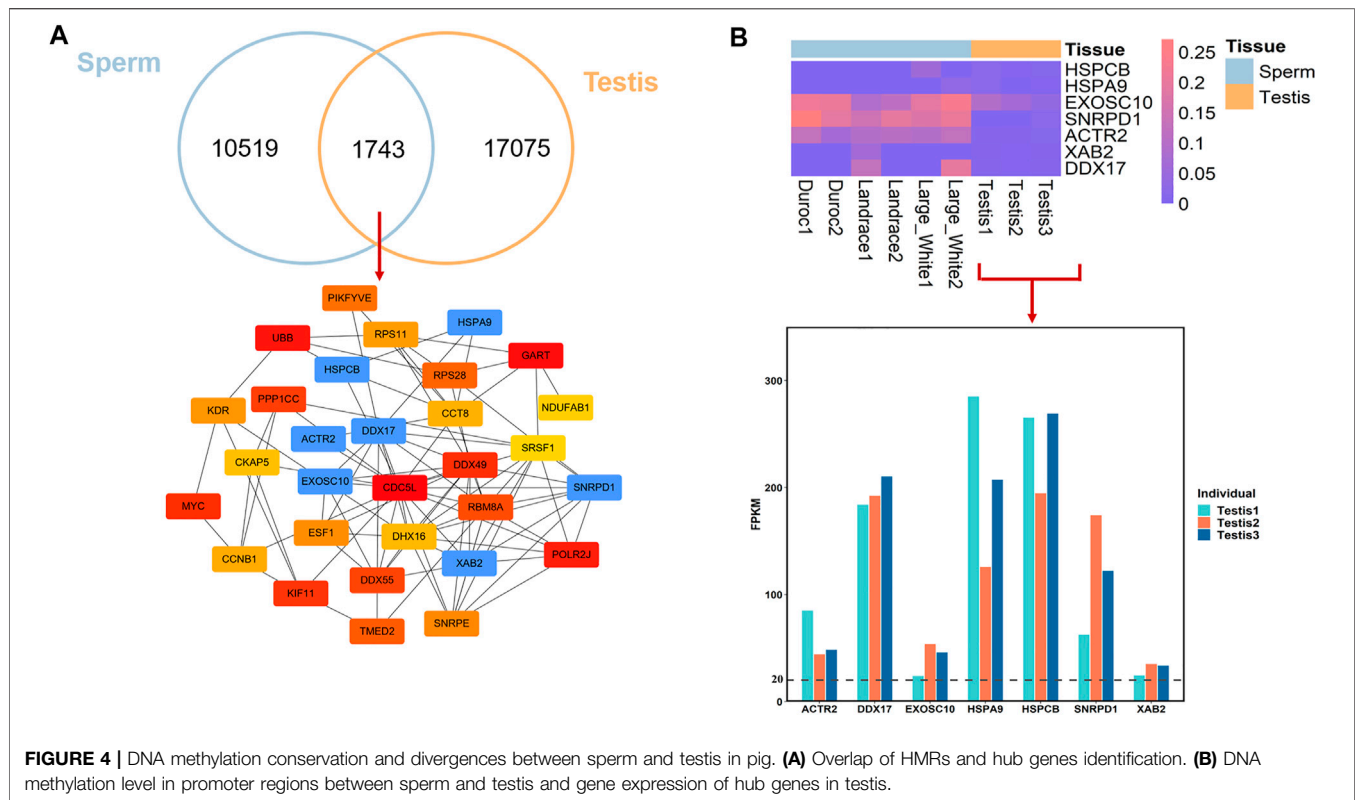 A
Sperm
Testis
10519
1743
17075
PIKFYVE
HSPA9
UBB
RPS11
GART
HSPCB
RPS28
PPP1CC
NDUFAB1
KDR
CCT8
ACTR2
DDX17
SRSF1
CKAP5
DDX49
EXOSC10
CDC5L
SNRPD1
MYC
RBM8A
ESF1
DHX16
CCNB1
XAB2
POLR2J
DDX55
KIF11
SNRPE
TMED2
B
Tissue
HSPCB
HSPA9
EXOSC10
SNRPD1
ACTR2
XAB2
DDX17
Duroc1
Duroc2
Landrace1
Landrace2
Large_White1
Large_White2
Testis1
Testis2
Testis3
0.25
0.2
0.15
0.1
0.05
0
Tissue
Sperm
Testis
FPKM
300
200
100
20
0
ACTR2
DDX17
EXOSC10
HSPA9
HSPCB
SNRPD1
XAB2
Individual
Testis1
Testis2
Testis3
FIGURE 4 | DNA methylation conservation and divergences between sperm and testis in pig. (A) Overlap of HMRs and hub genes identification. (B) DNA
methylation level in promoter regions between sperm and testis and gene expression of hub genes in testis.